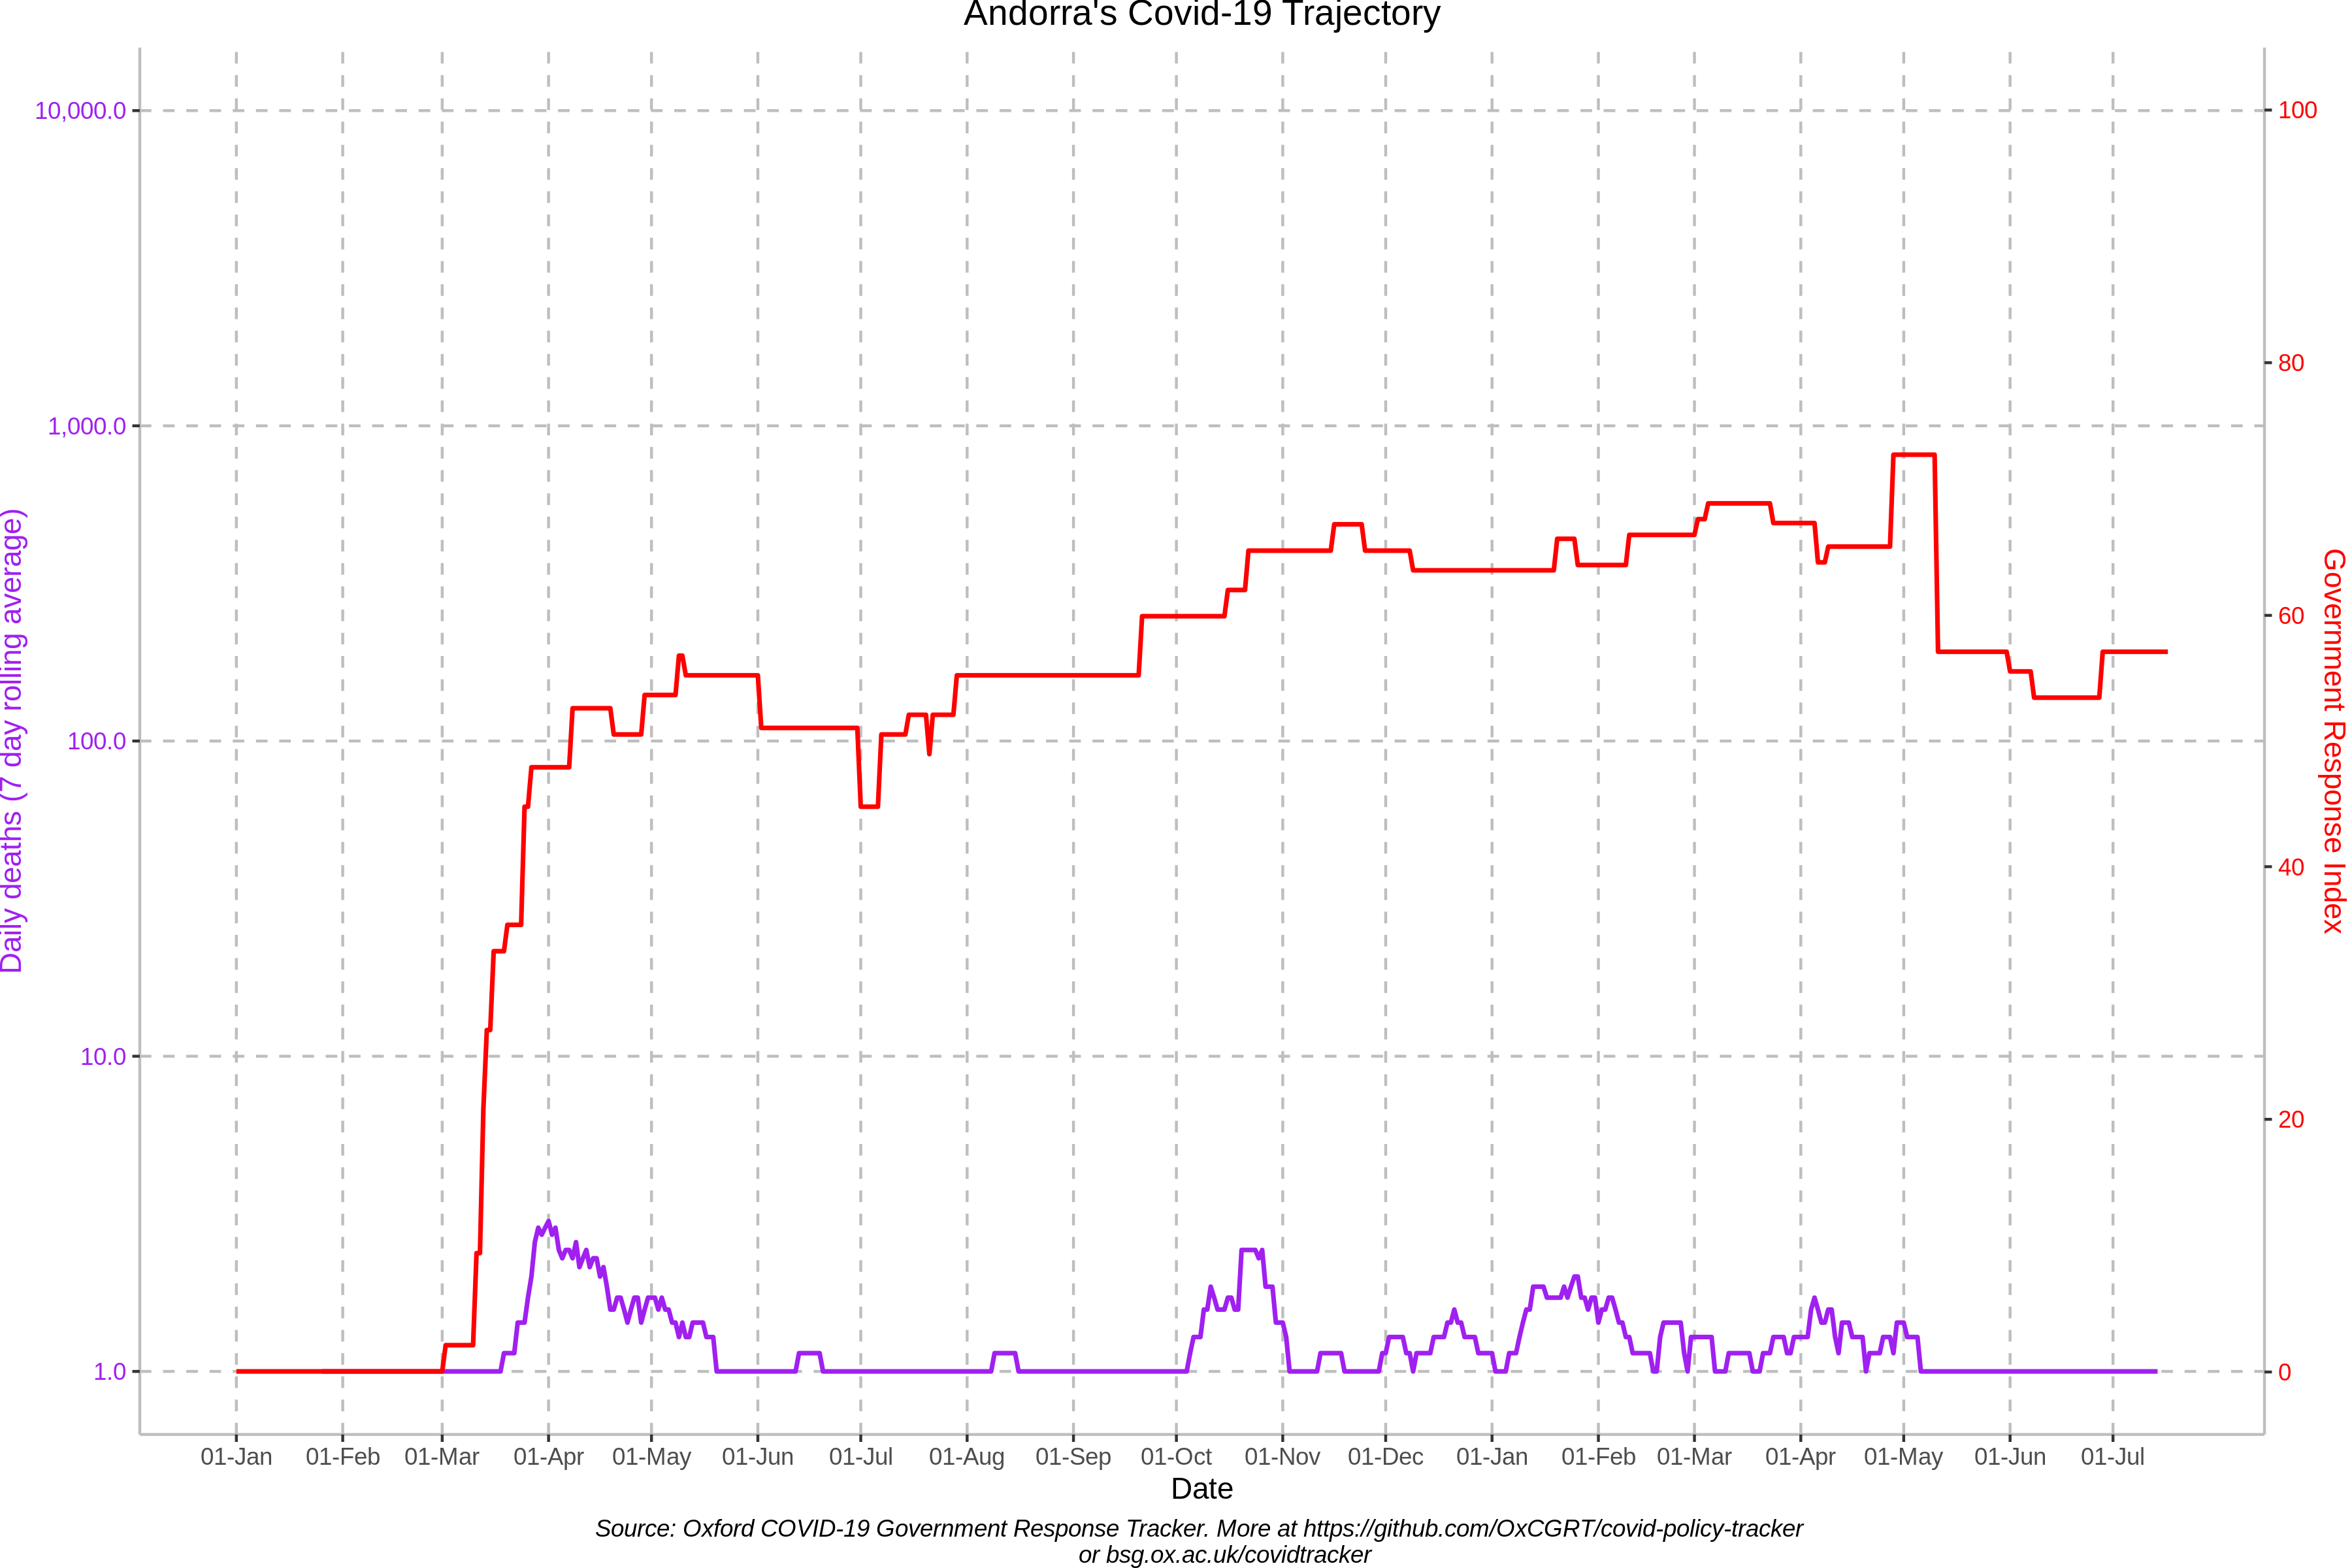 Andorra's Covid-19 Trajectory
10,000.0
1,000.0
100.0
10.0
1.0
Daily deaths (7 day rolling average)
100
80
60
40
20
0
Government Response Index
01-Jan 01-Feb 01-Mar 01-Apr 01-May 01-Jun 01-Jul 01-Aug 01-Sep 01-Oct 01-Nov 01-Dec 01-Jan 01-Feb 01-Mar 01-Apr 01-May 01-Jun 01-Jul
Date
Source: Oxford COVID-19 Government Response Tracker. More at https://github.com/OxCGRT/covid-policy-tracker
or bsg.ox.ac.uk/covidtracker